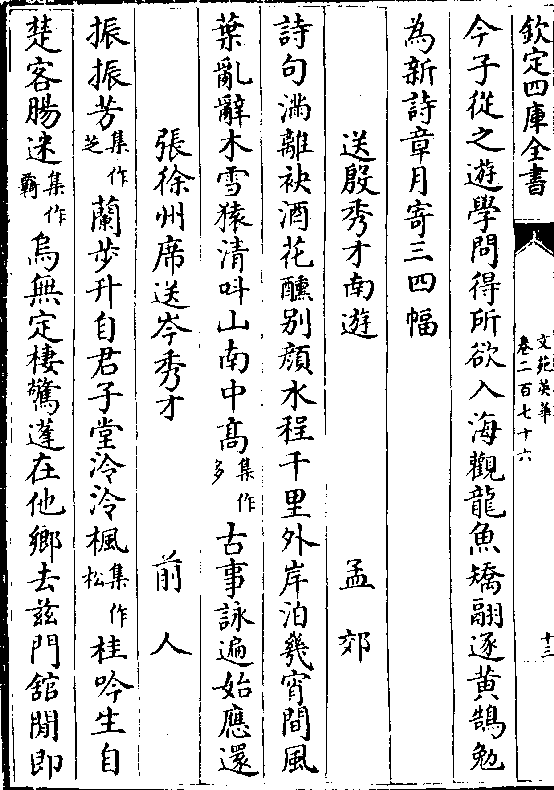 欽定四庫全書
文苑英華
卷二百七十六
十三
今子從之遊學問得所欲入海觀龍魚矯翮逐黃鵠勉
為新詩章月寄三四幅
送殷秀才南遊 孟郊
詩句滿離袂酒花醺别顔水程千里外岸泊幾宵間風
葉亂辭木雪猿清呌山南中髙集作多古事詠遍始應還
張徐州席送岑秀才 前人
振振芳集作芝蘭步升自君子堂泠泠楓集作松桂吟生自
楚客腸迷集作羇烏無定棲驚蓬在他鄉去兹門舘閒即